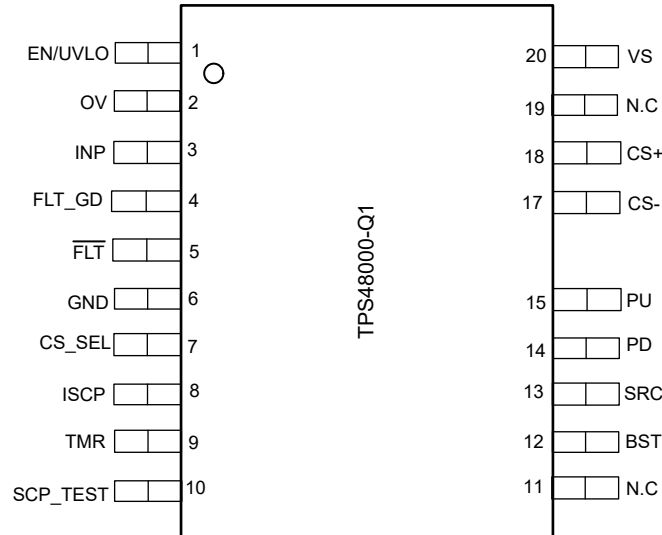 EN/UVLO 1
OV 2
INP 3
FLT_GD 4
FLT 5
GND 6
CS_SEL 7
ISCP 8
TMR 9
SCP_TEST 10
TPS48000-Q1
20 VS
19 N.C
18 CS+
17 CS-
15 PU
14 PD
13 SRC
12 BST
11 N.C